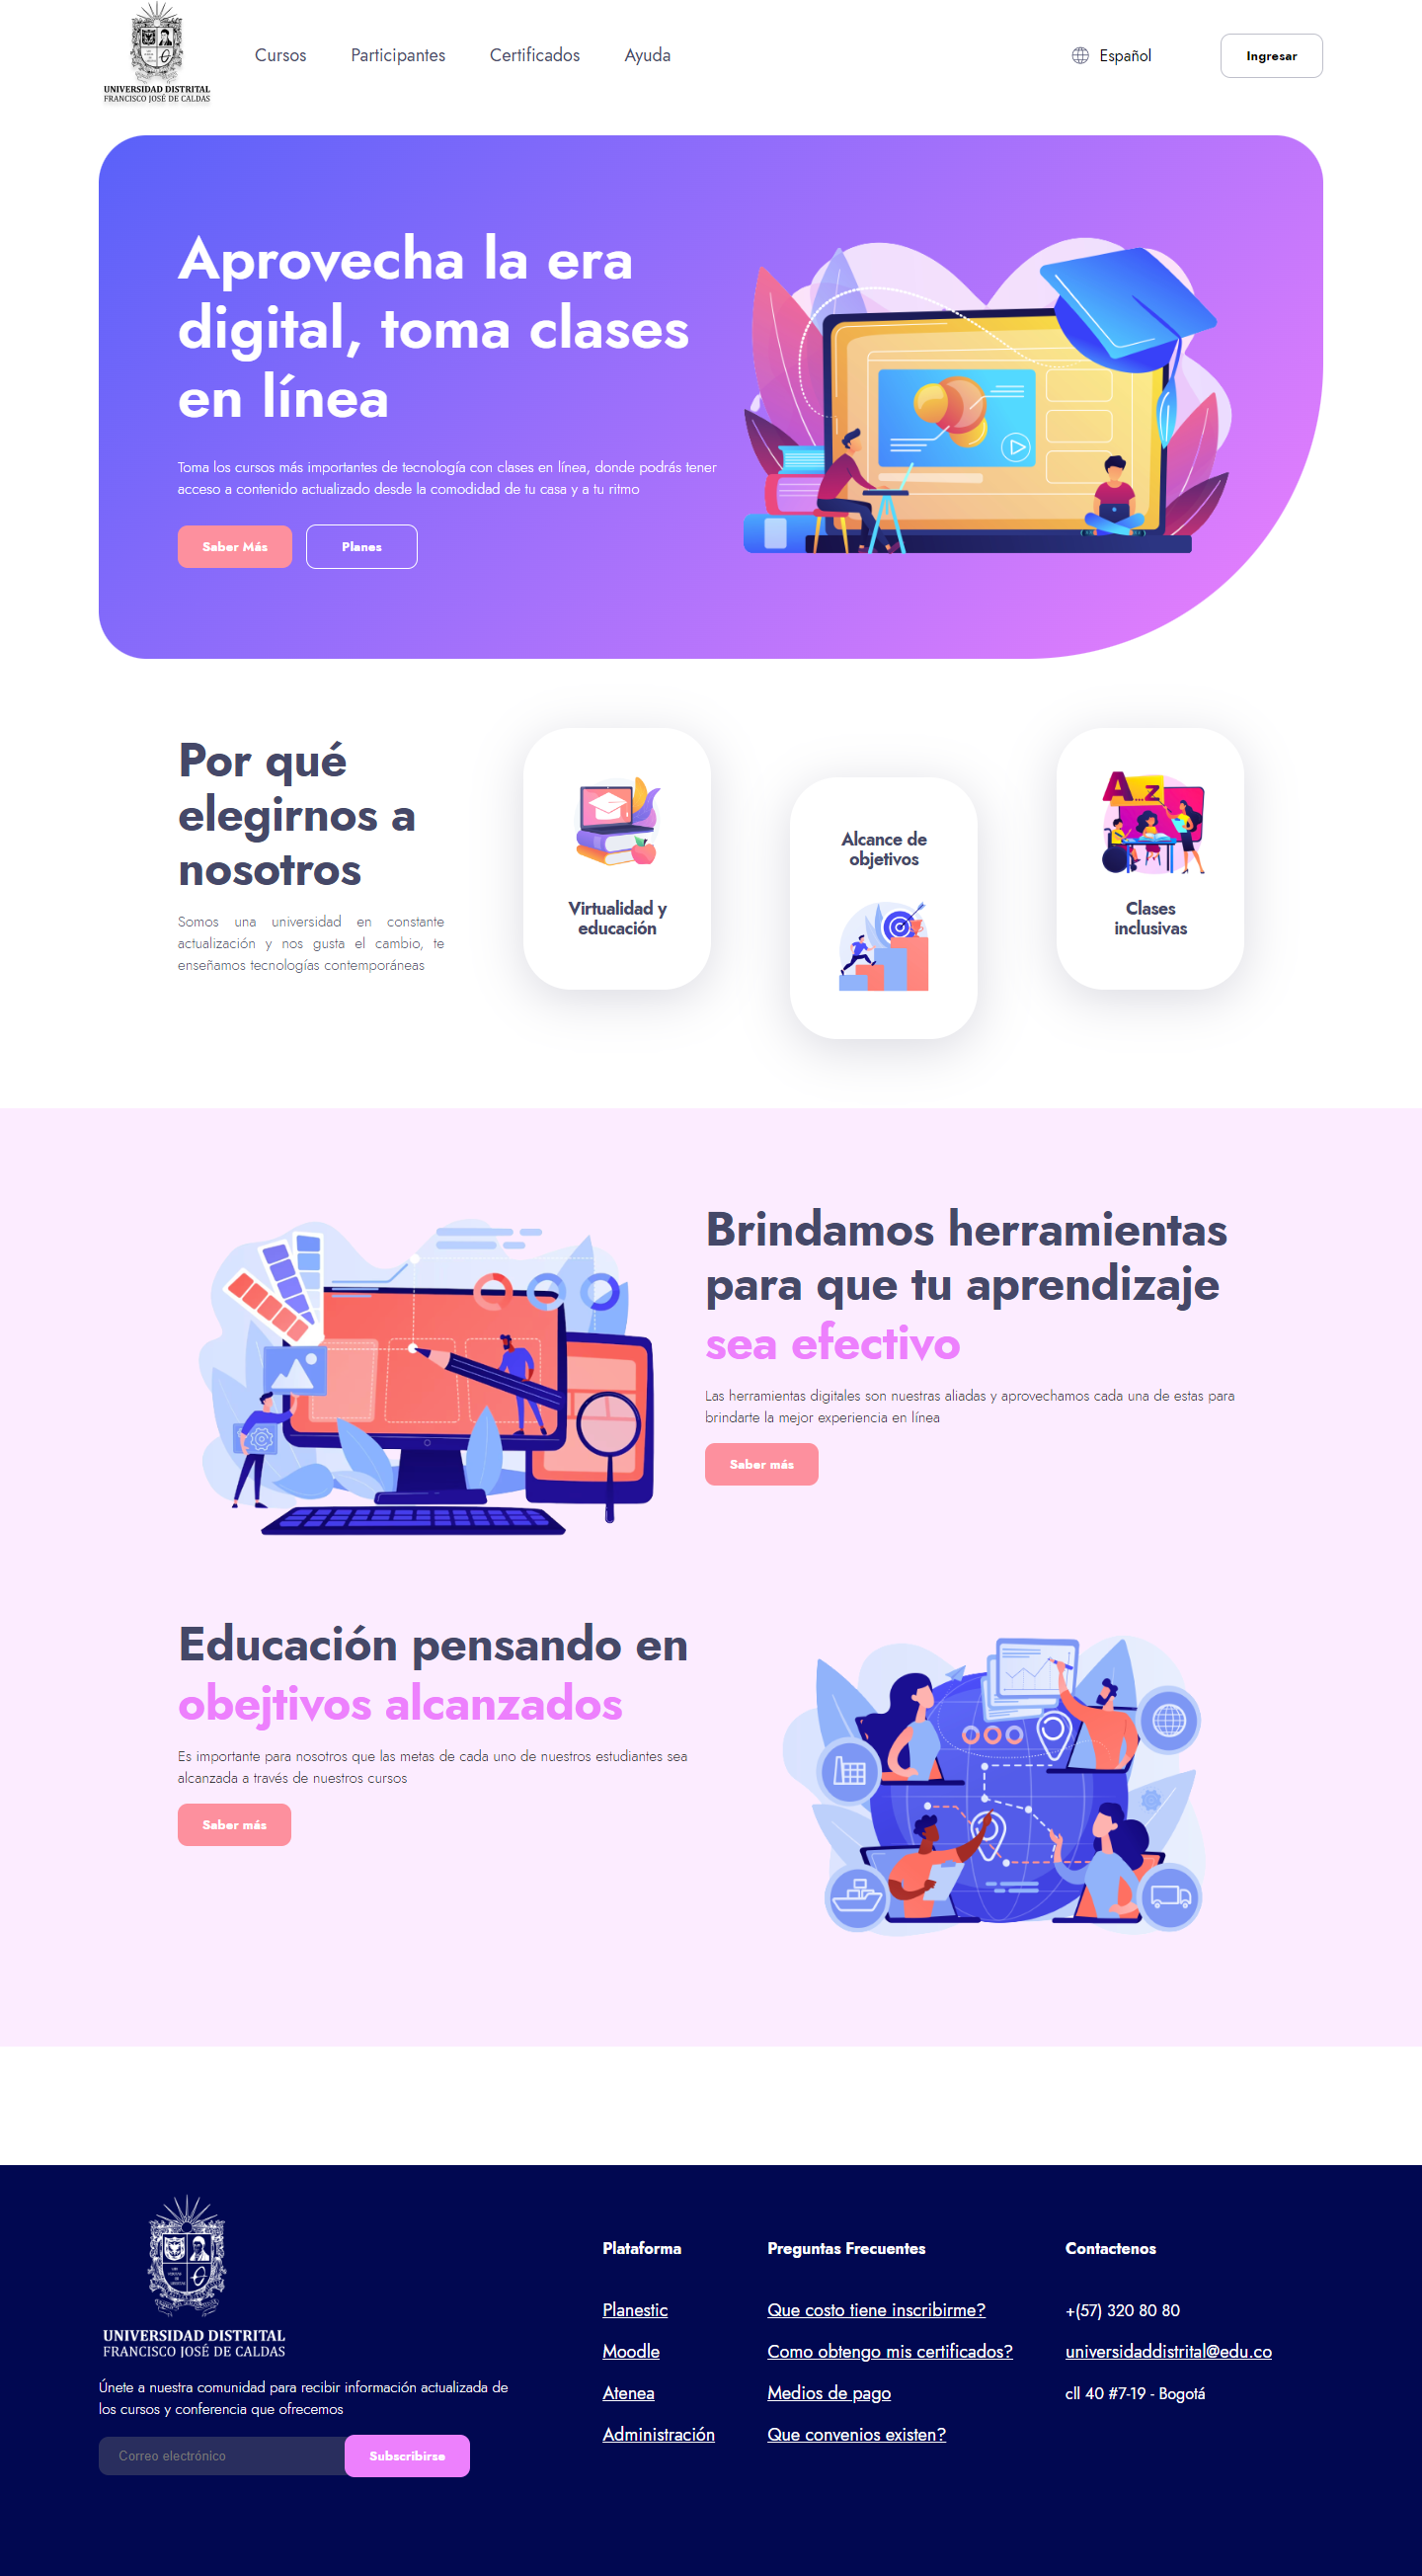 UNIVERSIDAD DISTRITAL
FRANCISCO JOSÉ DE CALDAS
Cursos
Participantes
Certificados
Ayuda
Español
Ingresar
Aprovecha la era
digital, toma clases
en línea
Toma los cursos más importantes de tecnología con clases en línea, donde podrás tener
acceso a contenido actualizado desde la comodidad de tu casa y a tu ritmo
Saber Más
Planes
Por qué
elegirnos a
nosotros
Somos una universidad en constante
actualización y nos gusta el cambio, te
enseñamos tecnologías contemporáneas
Virtualidad y
educación
Alcance de
objetivos
A...z
Clases
inclusivas
Brindamos herramientas
para que tu aprendizaje
sea efectivo
Las herramientas digitales son nuestras aliadas y aprovechamos cada una de estas para
brindarte la mejor experiencia en línea
Saber más
Educación pensando en
obejtivos alcanzados
Es importante para nosotros que las metas de cada uno de nuestros estudiantes sea
alcanzada a través de nuestros cursos
Saber más
UNIVERSIDAD DISTRITAL
FRANCISCO JOSÉ DE CALDAS
Únete a nuestra comunidad para recibir información actualizada de
los cursos y conferencia que ofrecemos
Correo electrónico
Subscribirse
Plataforma
Planestic
Moodle
Atenea
Administración
Preguntas Frecuentes
Que costo tiene inscribirme?
Como obtengo mis certificados?
Medios de pago
Que convenios existen?
Contactenos
+(57) 320 80 80
universidaddistrital@edu.co
cll 40 #7-19 - Bogotá